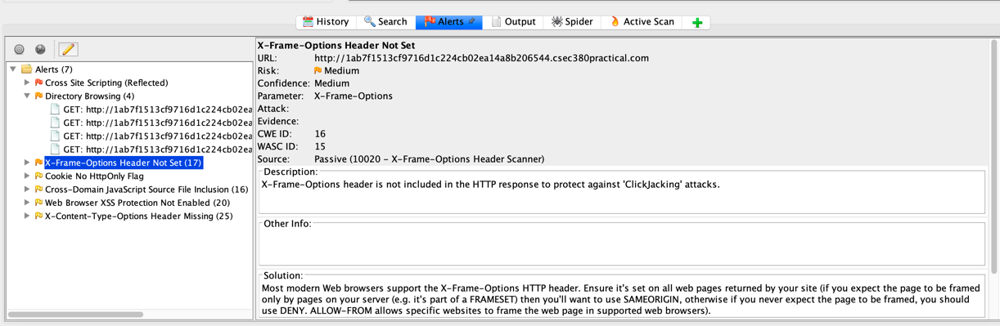 History Search Alerts Output Spider Active Scan
Alerts (7)
Cross Site Scripting (Reflected)
Directory Browsing (4)
GET: http://1ab7f1513cf9716d1c224cb02ea
GET: http://1ab7f1513cf9716d1c224cb02ea
GET: http://1ab7f1513cf9716d1c224cb02ea
GET: http://1ab7f1513cf9716d1c224cb02ea
X-Frame-Options Header Not Set (17)
Cookie No HttpOnly Flag
Cross-Domain JavaScript Source File Inclusion (16)
Web Browser XSS Protection Not Enabled (20)
X-Content-Type-Options Header Missing (25)
X-Frame-Options Header Not Set
URL: http://1ab7f1513cf9716d1c224cb02ea14a8b206544.csec380practical.com
Risk: Medium
Confidence: Medium
Parameter: X-Frame-Options
Attack:
Evidence:
CWE ID: 16
WASC ID: 15
Source: Passive (10020 - X-Frame-Options Header Scanner)
Description:
X-Frame-Options header is not included in the HTTP response to protect against 'ClickJacking' attacks.
Other Info:
Solution:
Most modern Web browsers support the X-Frame-Options HTTP header. Ensure it's set on all web pages returned by your site (if you expect the page to be framed
only by pages on your server (e.g. it's part of a FRAMESET) then you'll want to use SAMEORIGIN, otherwise if you never expect the page to be framed, you should
use DENY. ALLOW-FROM allows specific websites to frame the web page in supported web browsers).